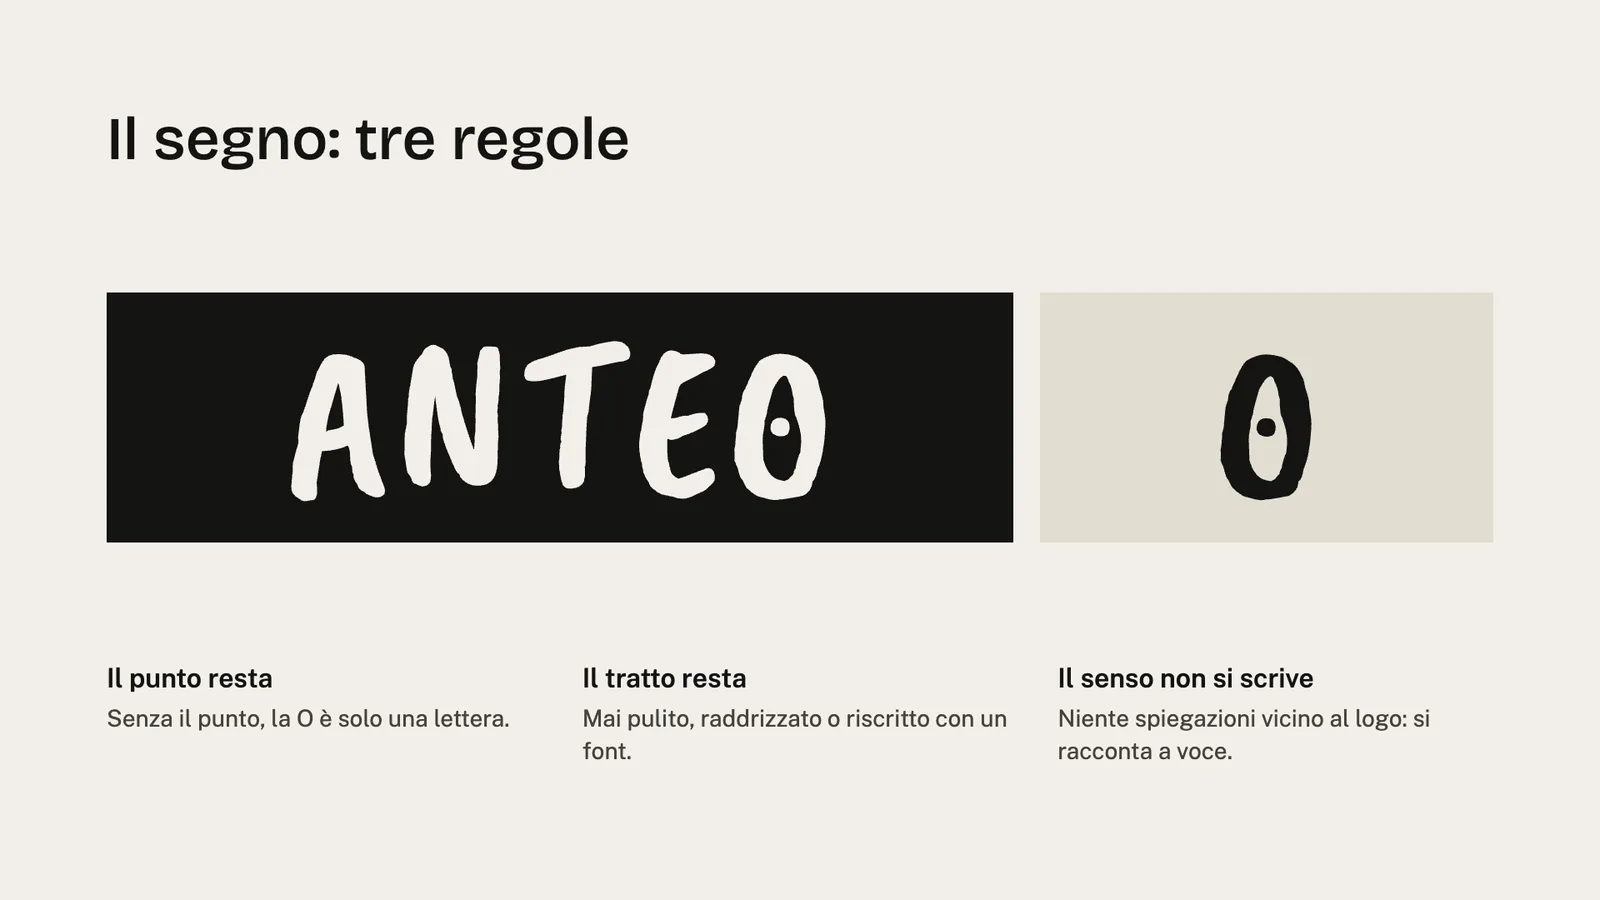 Il segno: tre regole
ANTEO
O
Il punto resta
Senza il punto, la O è solo una lettera.
Il tratto resta
Mai pulito, raddrizzato o riscritto con un
font.
Il senso non si scrive
Niente spiegazioni vicino al logo: si
racconta a voce.